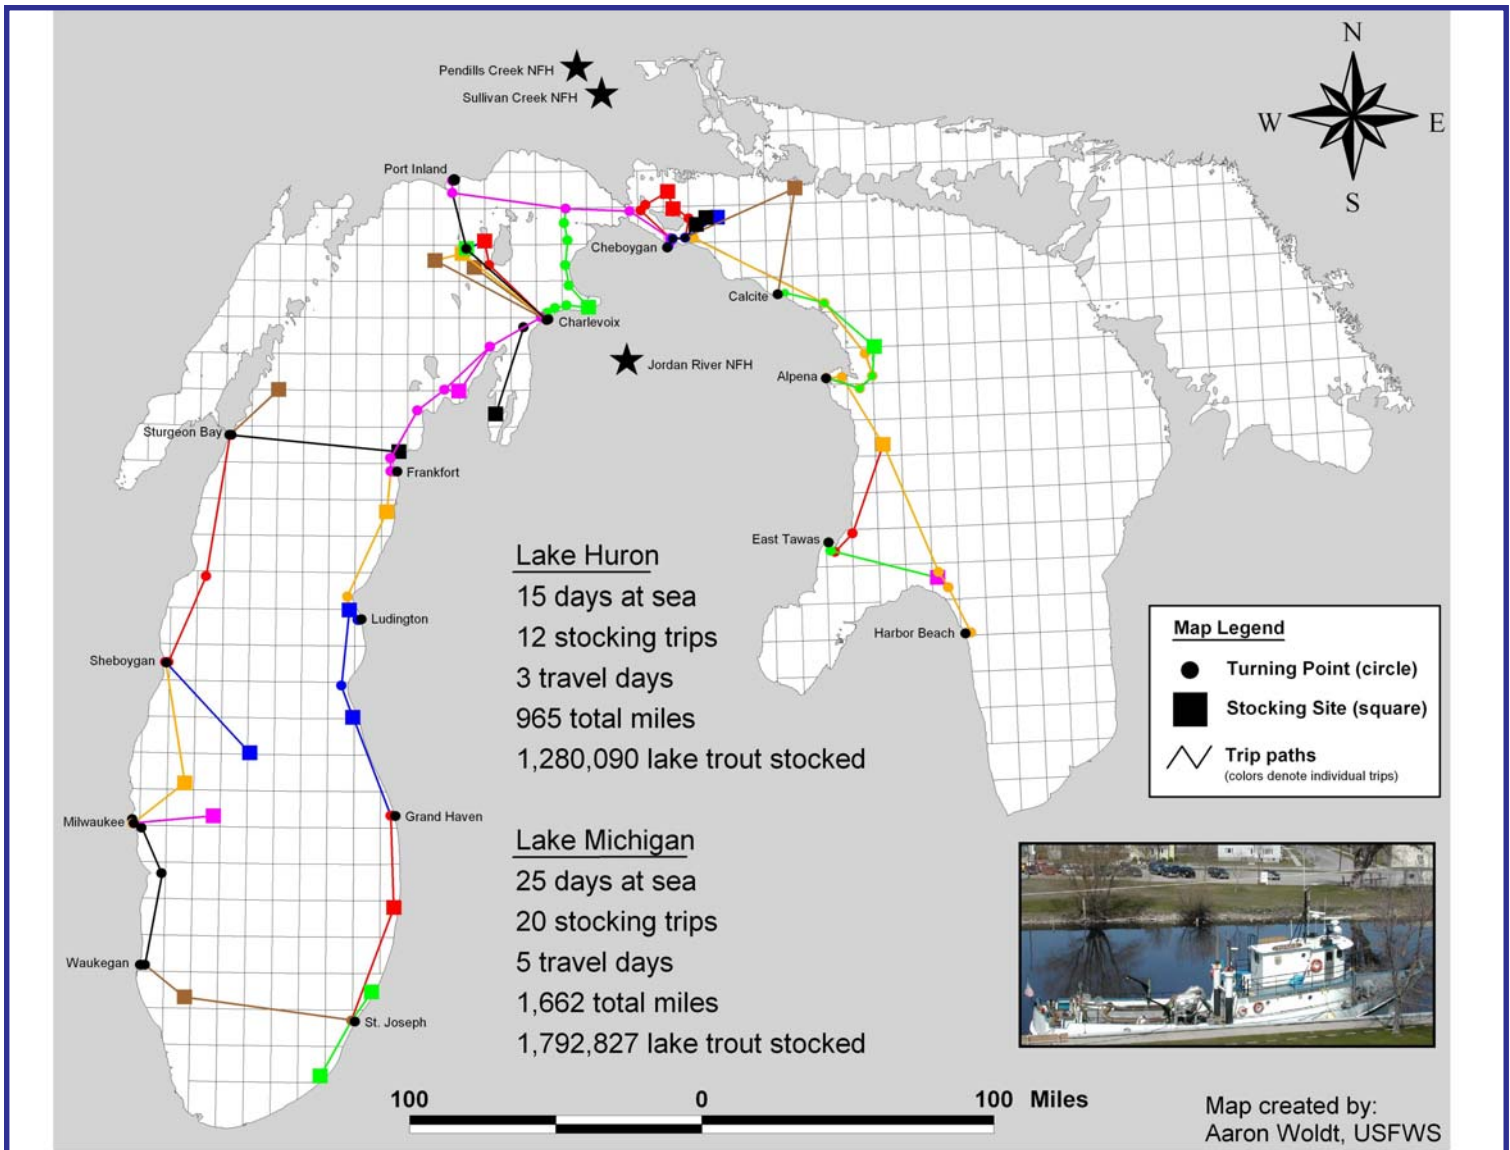 N
W
E
S
Pendills Creek NFH
Sullivan Creek NFH
Port Inland
Cheboygan
Calcite
Charlevoix
Jordan River NFH
Alpena
Sturgeon Bay
Frankfort
East Tawas
Ludington
Harbor Beach
Sheboygan
Grand Haven
Milwaukee
Waukegan
St. Joseph
Lake Huron
15 days at sea
12 stocking trips
3 travel days
965 total miles
1,280,090 lake trout stocked
Lake Michigan
25 days at sea
20 stocking trips
5 travel days
1,662 total miles
1,792,827 lake trout stocked
Map Legend
Turning Point (circle)
Stocking Site (square)
Trip paths
(colors denote individual trips)
100 0 100 Miles
Map created by:
Aaron Woldt, USFWS